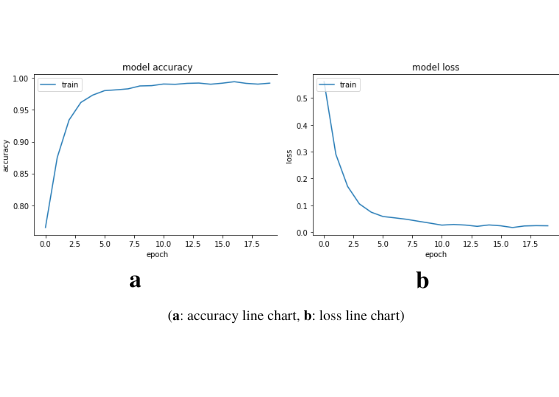 model accuracy
train
1.00
0.95
0.90
0.85
0.80
accuracy
0.0 2.5 5.0 7.5 10.0 12.5 15.0 17.5
epoch
a
model loss
train
0.5
0.4
0.3
0.2
0.1
0.0
loss
0.0 2.5 5.0 7.5 10.0 12.5 15.0 17.5
epoch
b
(a: accuracy line chart, b: loss line chart)